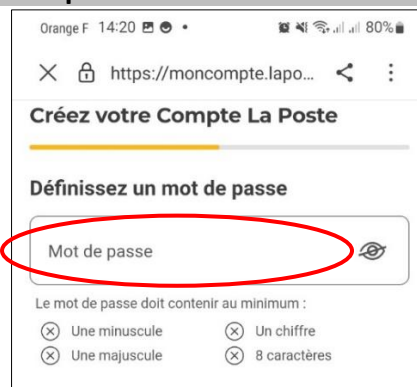 Orange F 14:20 80%
https://moncompte.lapo...
Créez votre Compte La Poste
Définissez un mot de passe
Mot de passe
Le mot de passe doit contenir au minimum :
Une minuscule Un chiffre
Une majuscule 8 caractères